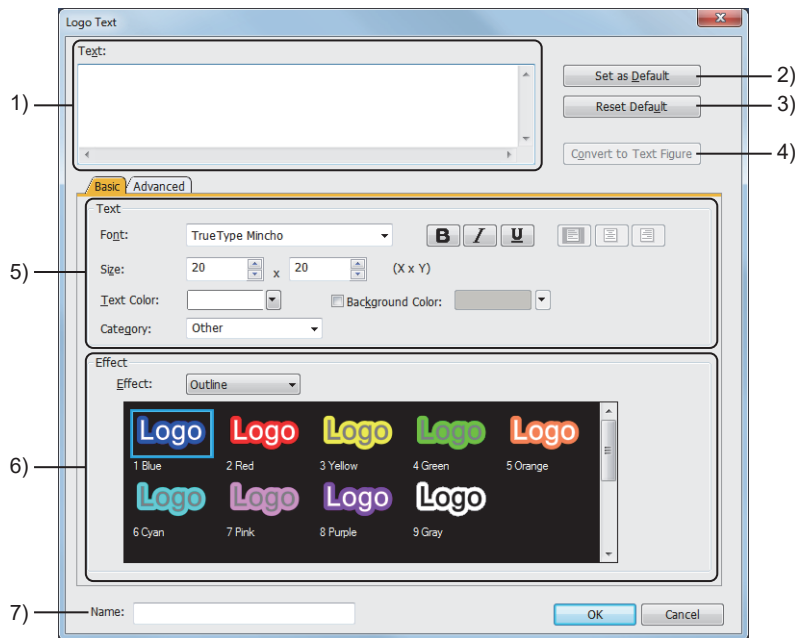 Logo Text
x
Text:
1)
Set as Default
2)
Reset Default
3)
Convert to Text Figure
4)
Basic
Advanced
Text
Font:
TrueType Mincho
B I U
5)
Size:
20 x 20 (X x Y)
Text Color:
Background Color:
Category:
Other
Effect
Effect:
Outline
6)
Logo Logo Logo Logo Logo
1 Blue 2 Red 3 Yellow 4 Green 5 Orange
Logo Logo Logo Logo
6 Cyan 7 Pink 8 Purple 9 Gray
7)
Name:
OK
Cancel